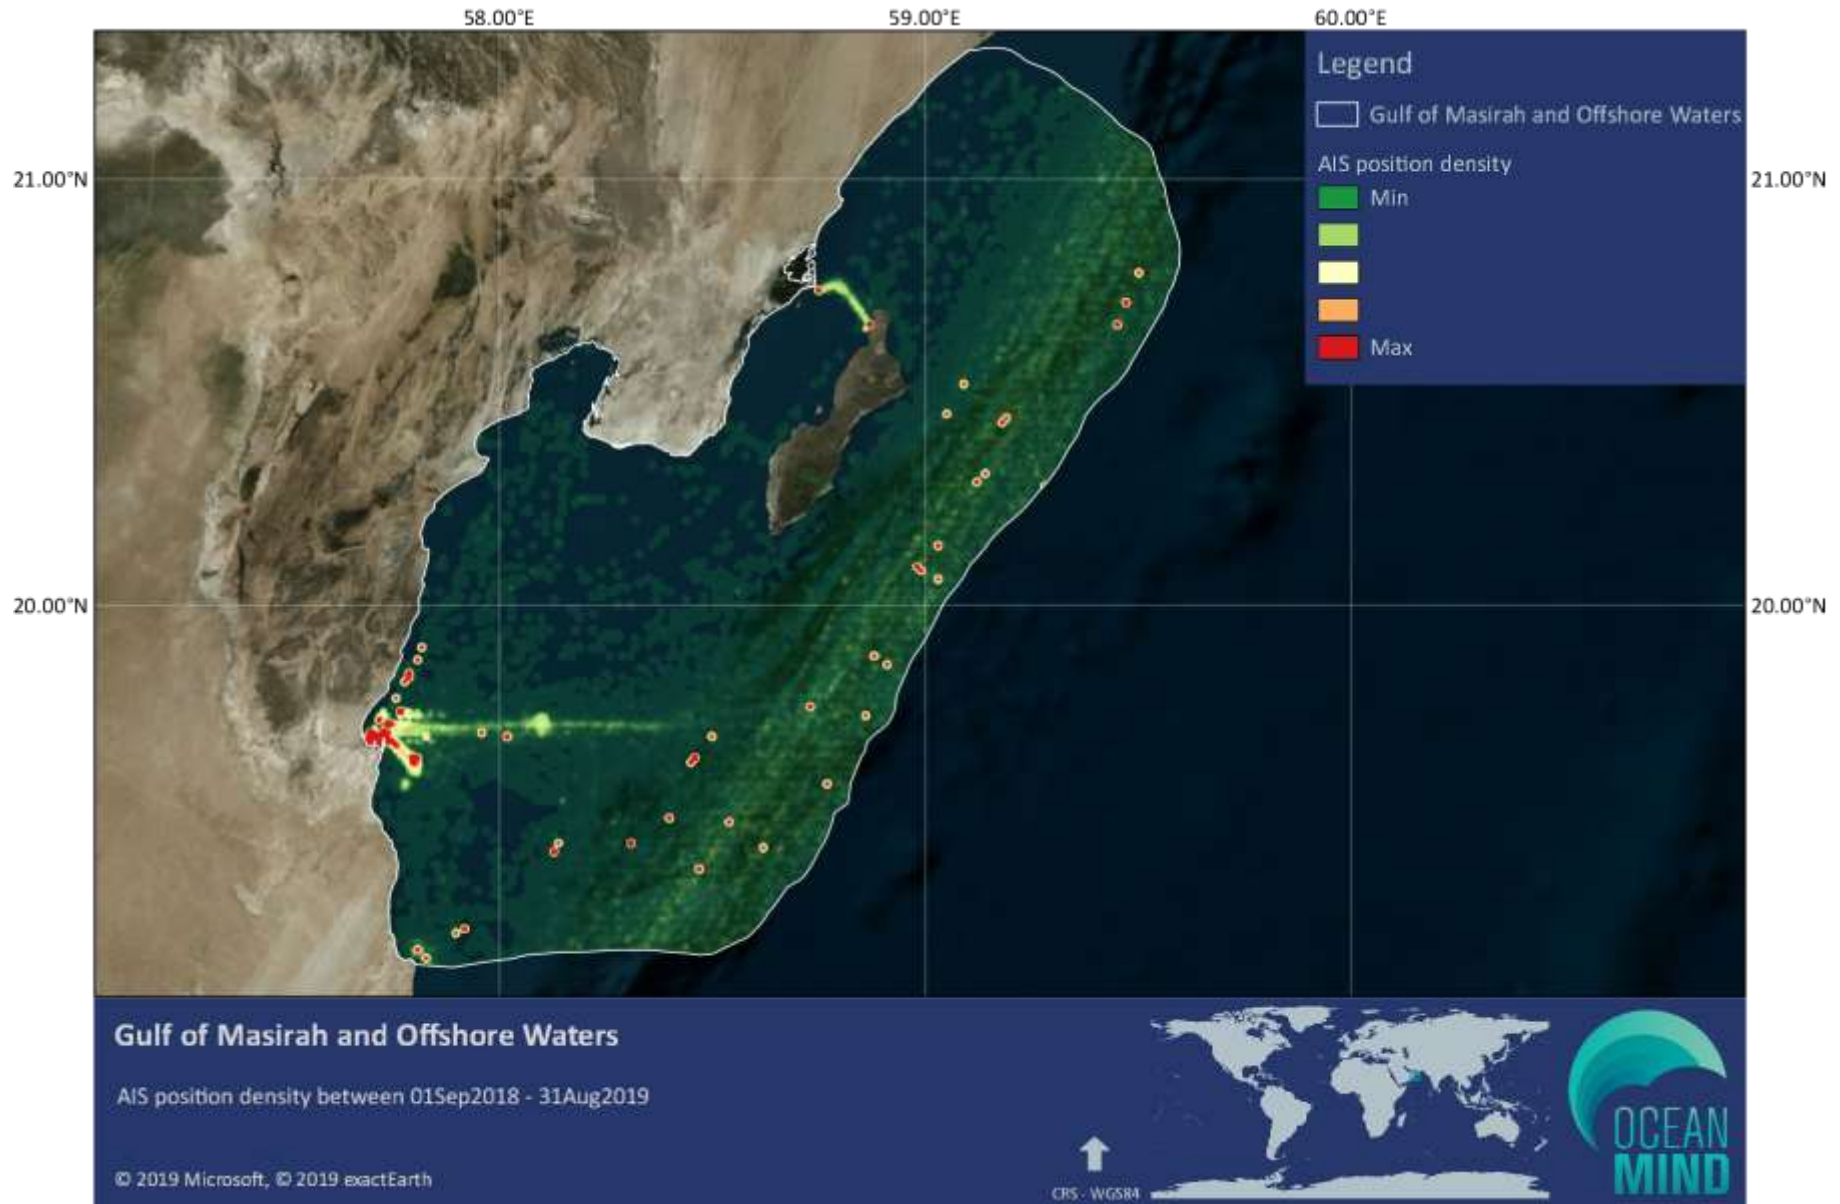 58.00°E 59.00°E 60.00°E
Legend
Gulf of Masirah and Offshore Waters
AIS position density
Min
Max
21.00°N 21.00°N
20.00°N 20.00°N
Gulf of Masirah and Offshore Waters
AIS position density between 01Sep2018 - 31Aug2019
© 2019 Microsoft, © 2019 exactEarth
CRS - WGS84
OCEAN
MIND